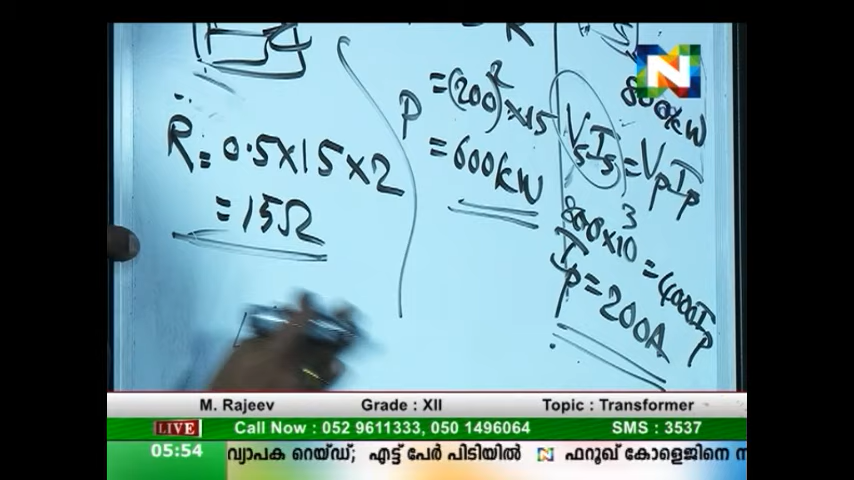 R = 0.5×15×2
= 15Ω
P = (200)²×15
= 600kW
800kW
VsIs = VpIp
800×10³ = 4000Ip
Ip = 200A
N
M. Rajeev Grade : XII Topic : Transformer
LIVE Call Now : 052 9611333, 050 1496064 SMS : 3537
05:54 വ്യാപക റെയ്ഡ്; എട്ട് പേർ പിടിയിൽ N ഫറൂഖ് കോളെജിനെ